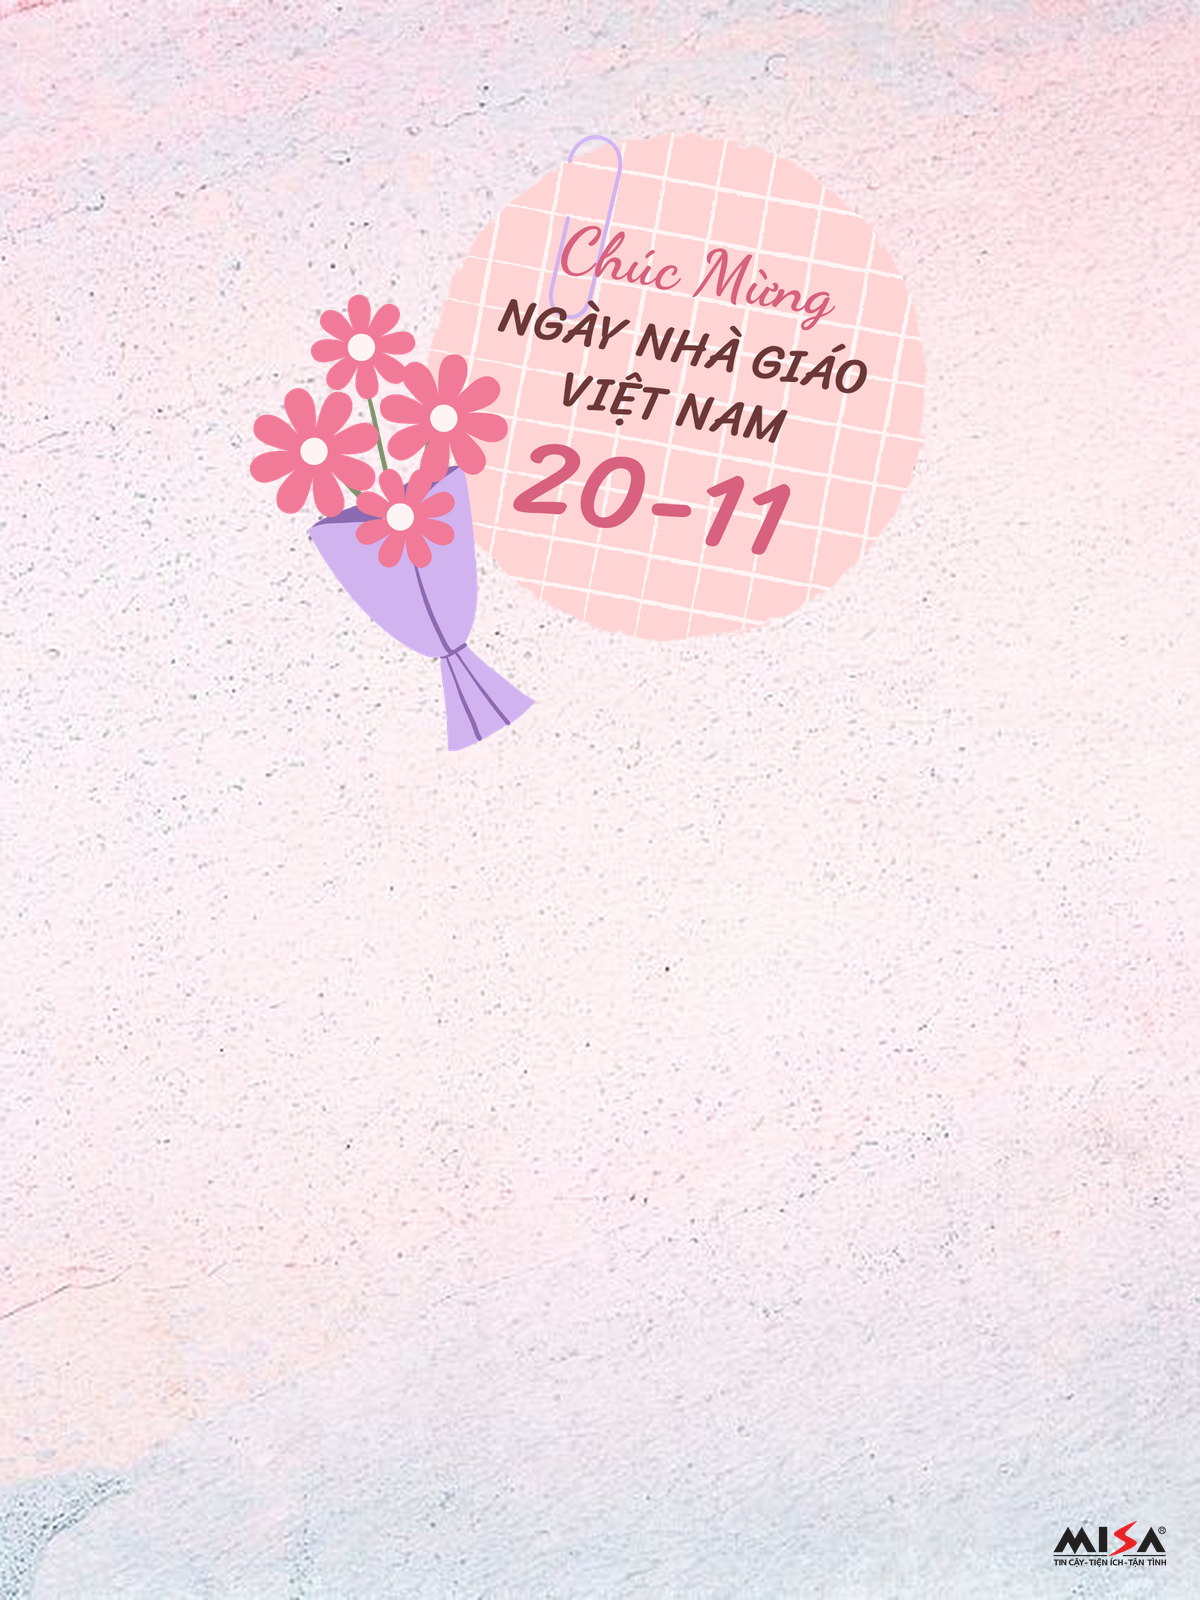 Chúc Mừng
NGÀY NHÀ GIÁO
VIỆT NAM
20-11
MISA®
TIN CẬY-TIỆN ÍCH-TẬN TÌNH